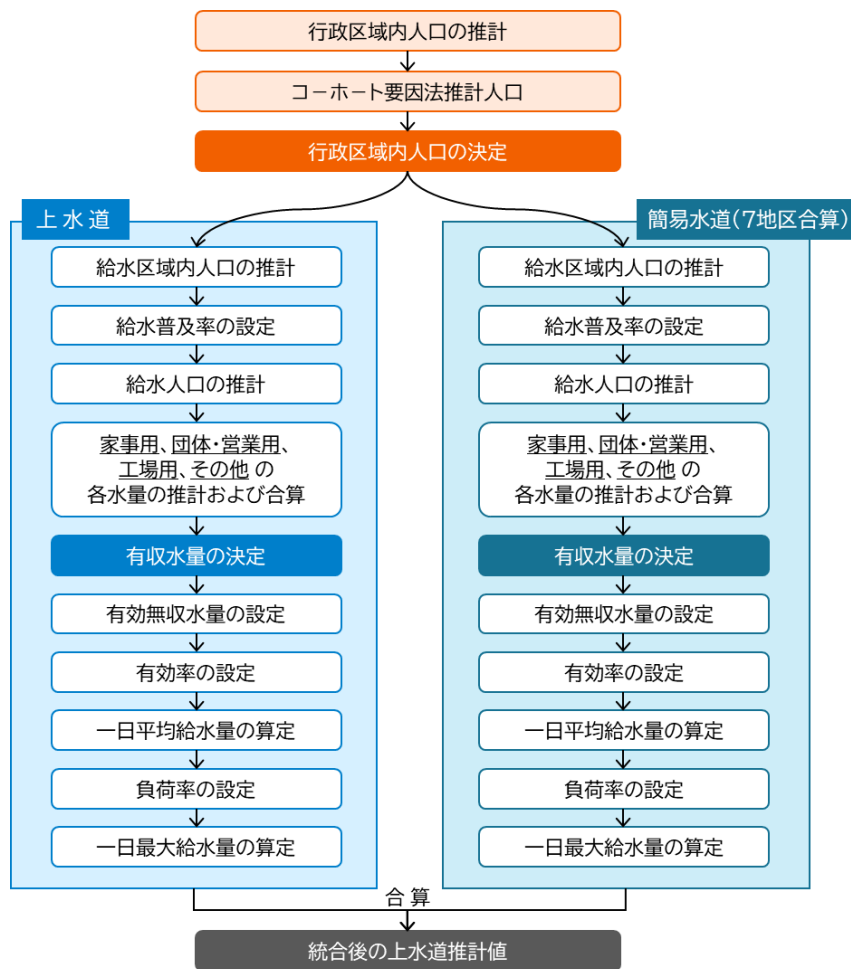 行政区域内人口の推計
コーホート要因法推計人口
行政区域内人口の決定
上水道
給水区域内人口の推計
給水普及率の設定
給水人口の推計
家事用、団体・営業用、
工場用、その他 の
各水量の推計および合算
有収水量の決定
有効無収水量の設定
有効率の設定
一日平均給水量の算定
負荷率の設定
一日最大給水量の算定
簡易水道(7地区合算)
給水区域内人口の推計
給水普及率の設定
給水人口の推計
家事用、団体・営業用、
工場用、その他 の
各水量の推計および合算
有収水量の決定
有効無収水量の設定
有効率の設定
一日平均給水量の算定
負荷率の設定
一日最大給水量の算定
合算
統合後の上水道推計値